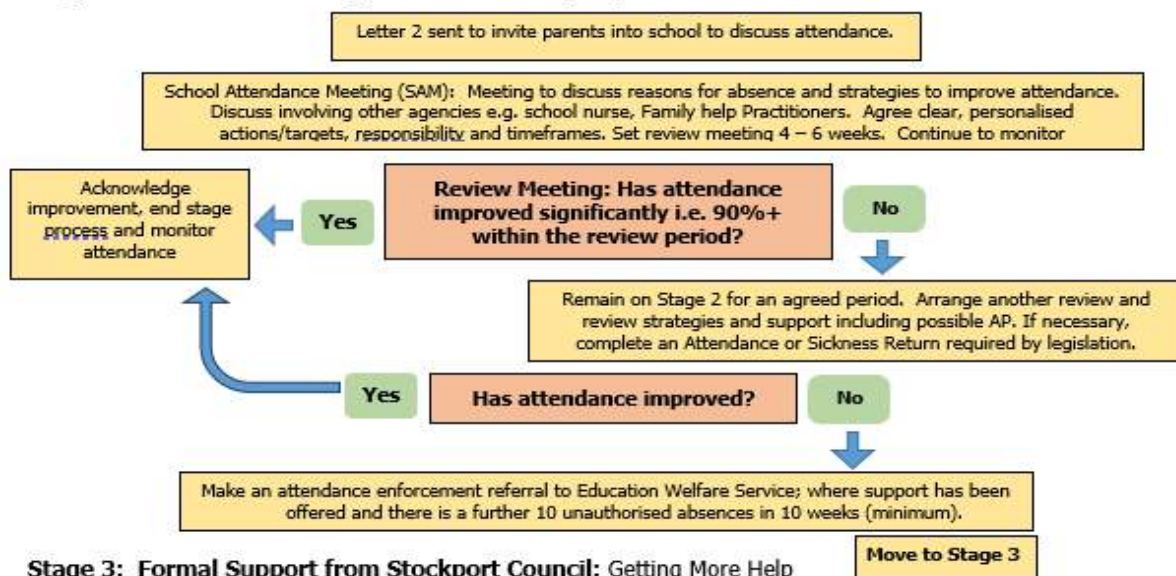 Letter 2 sent to invite parents into school to discuss attendance.
School Attendance Meeting (SAM): Meeting to discuss reasons for absence and strategies to improve attendance.
Discuss involving other agencies e.g. school nurse, Family help Practitioners. Agree clear, personalised
actions/targets, responsibility and timeframes. Set review meeting 4 – 6 weeks. Continue to monitor
Acknowledge
improvement, end stage
process and monitor
attendance
Yes
Review Meeting: Has attendance
improved significantly i.e. 90%+
within the review period?
No
Remain on Stage 2 for an agreed period. Arrange another review and
review strategies and support including possible AP. If necessary,
complete an Attendance or Sickness Return required by legislation.
Yes
Has attendance improved?
No
Make an attendance enforcement referral to Education Welfare Service; where support has been
offered and there is a further 10 unauthorised absences in 10 weeks (minimum).
Move to Stage 3
Stage 3: Formal Support from Stockport Council: Getting More Help